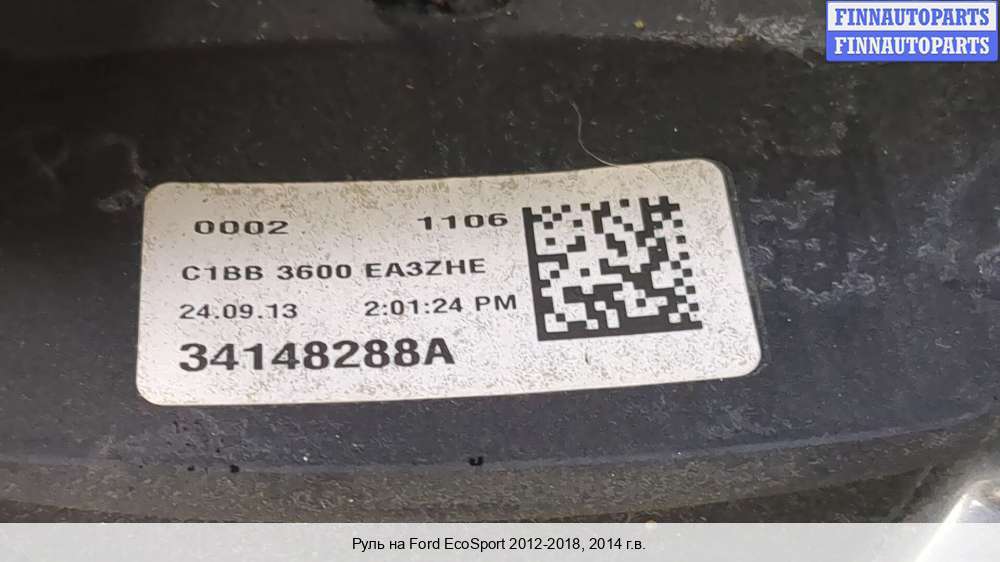 FINNAUTOPARTS
FINNAUTOPARTS
0002 1106
C1BB 3600 EA3ZHE
24.09.13 2:01:24 PM
34148288A
Руль на Ford EcoSport 2012-2018, 2014 г.в.